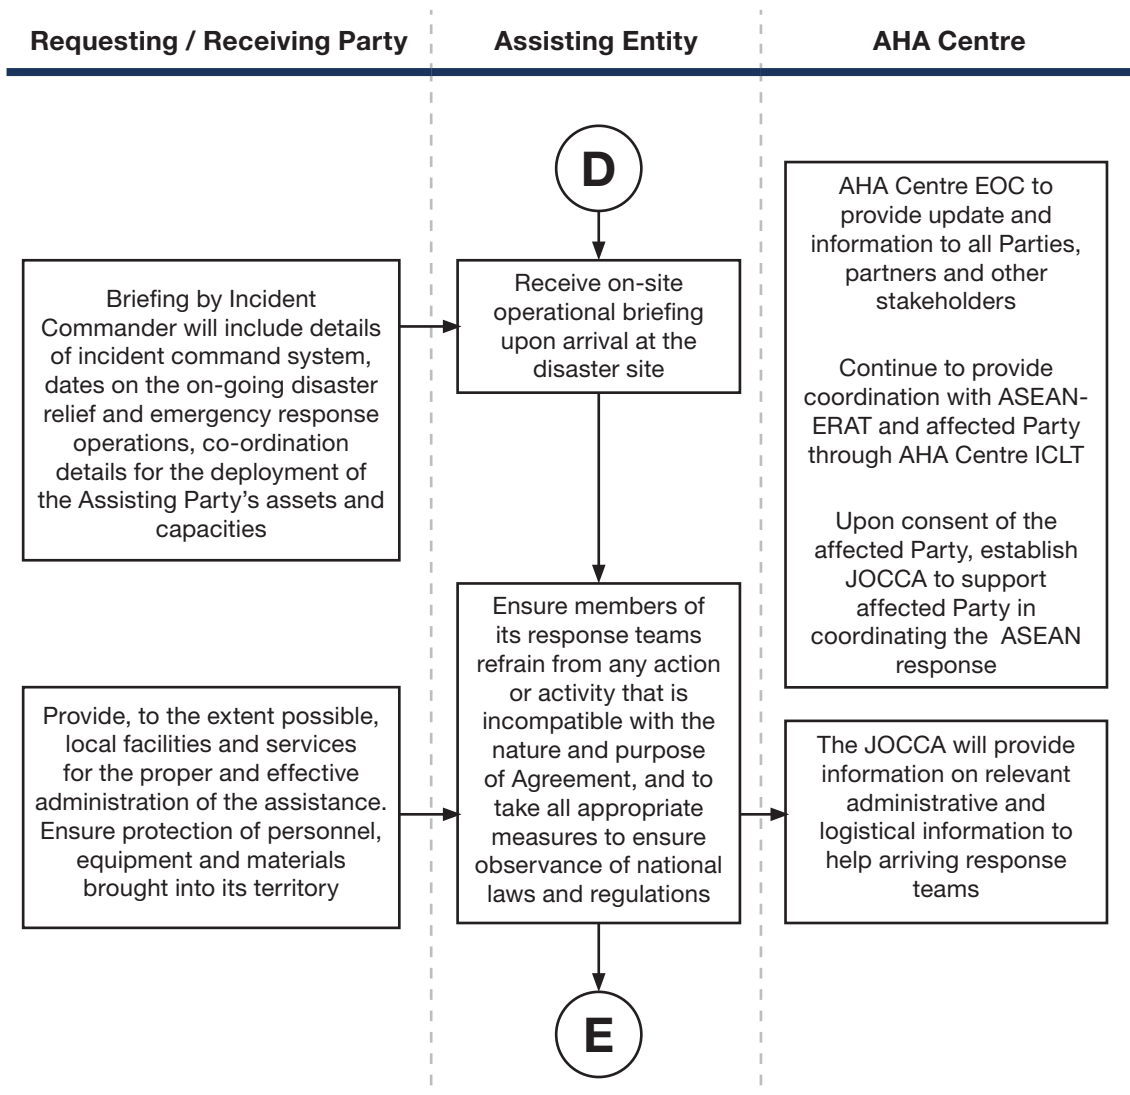 Requesting / Receiving Party
Assisting Entity
AHA Centre
D
Briefing by Incident
Commander will include details
of incident command system,
dates on the on-going disaster
relief and emergency response
operations, co-ordination
details for the deployment of
the Assisting Party's assets and
capacities
Receive on-site
operational briefing
upon arrival at the
disaster site
AHA Centre EOC to
provide update and
information to all Parties,
partners and other
stakeholders
Continue to provide
coordination with ASEAN-
ERAT and affected Party
through AHA Centre ICLT
Upon consent of the
affected Party, establish
JOCCA to support
affected Party in
coordinating the  ASEAN
response
Provide, to the extent possible,
local facilities and services
for the proper and effective
administration of the assistance.
Ensure protection of personnel,
equipment and materials
brought into its territory
Ensure members of
its response teams
refrain from any action
or activity that is
incompatible with the
nature and purpose
of Agreement, and to
take all appropriate
measures to ensure
observance of national
laws and regulations
The JOCCA will provide
information on relevant
administrative and
logistical information to
help arriving response
teams
E